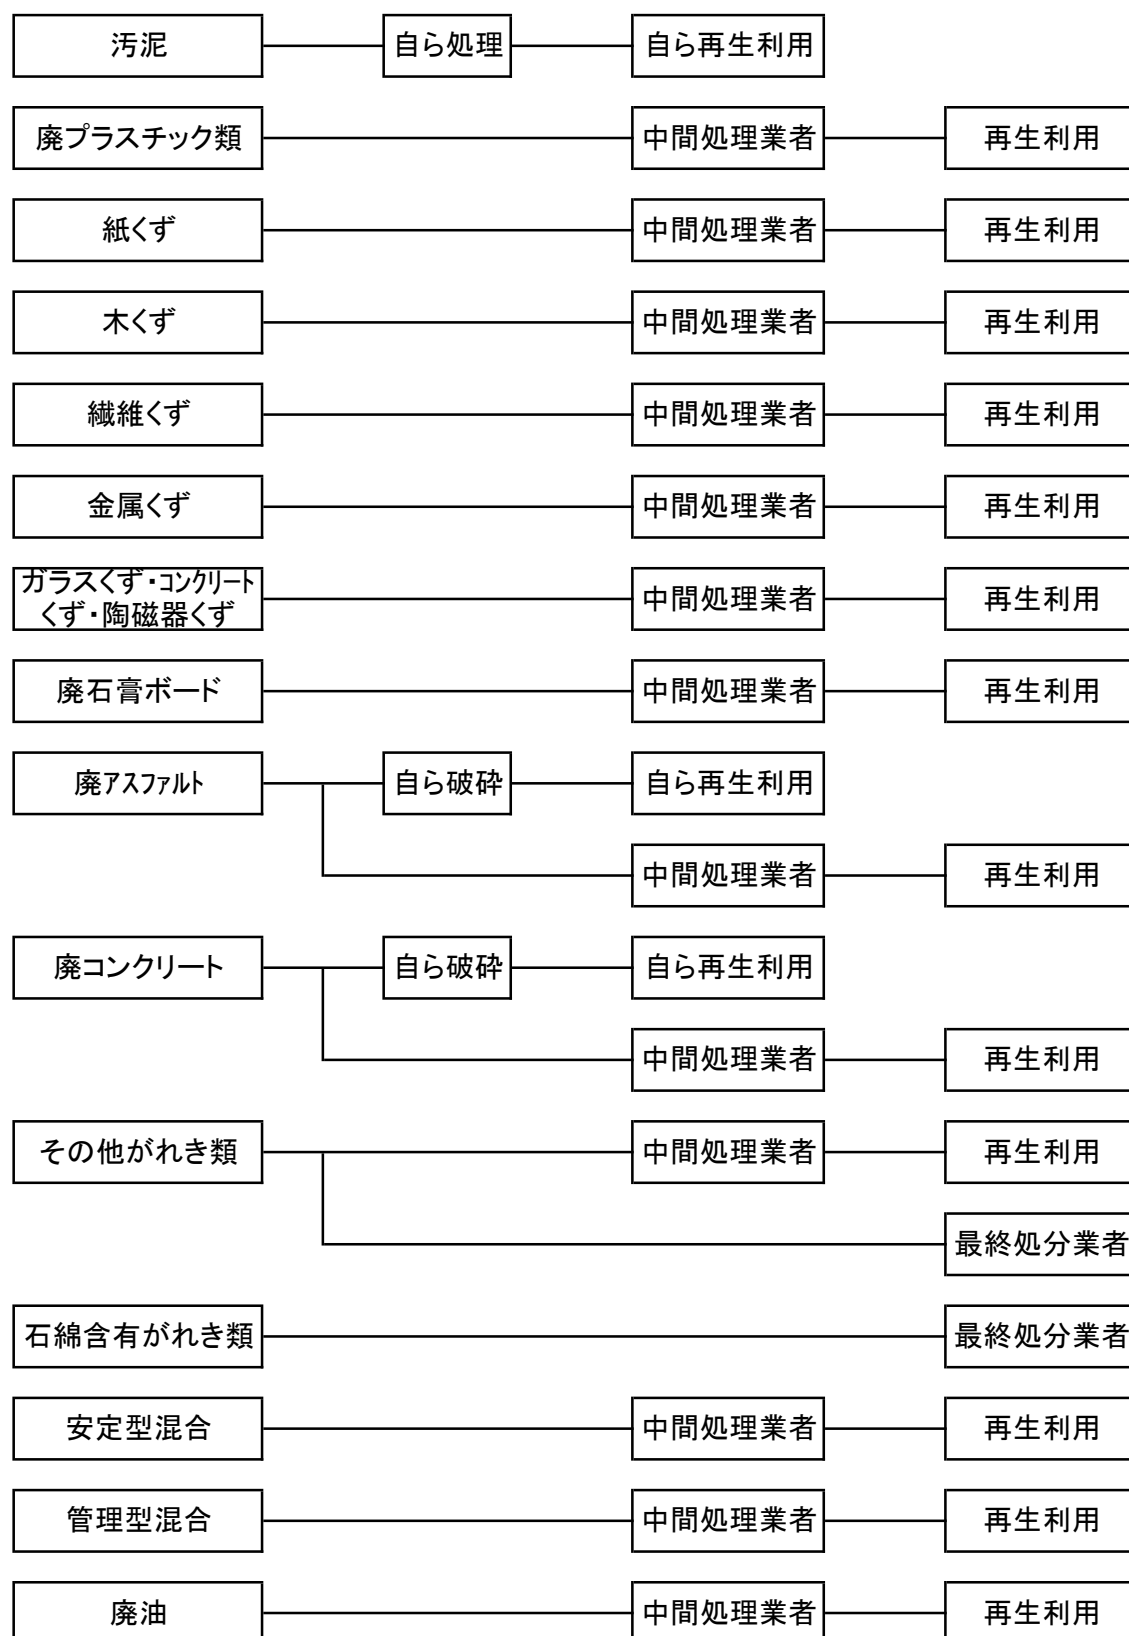 汚泥 自ら処理 自ら再生利用
廃プラスチック類 中間処理業者 再生利用
紙くず 中間処理業者 再生利用
木くず 中間処理業者 再生利用
繊維くず 中間処理業者 再生利用
金属くず 中間処理業者 再生利用
ガラスくず・コンクリート
くず・陶磁器くず 中間処理業者 再生利用
廃石膏ボード 中間処理業者 再生利用
廃アスファルト 自ら破砕 自ら再生利用
中間処理業者 再生利用
廃コンクリート 自ら破砕 自ら再生利用
中間処理業者 再生利用
その他がれき類 中間処理業者 再生利用
最終処分業者
石綿含有がれき類 最終処分業者
安定型混合 中間処理業者 再生利用
管理型混合 中間処理業者 再生利用
廃油 中間処理業者 再生利用